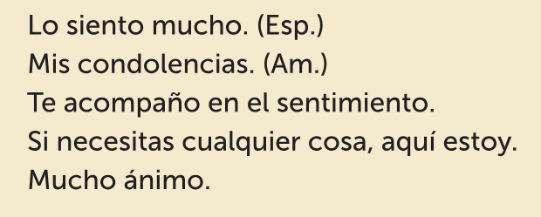 Lo siento mucho. (Esp.)
Mis condolencias. (Am.)
Te acompaño en el sentimiento.
Si necesitas cualquier cosa, aquí estoy.
Mucho ánimo.